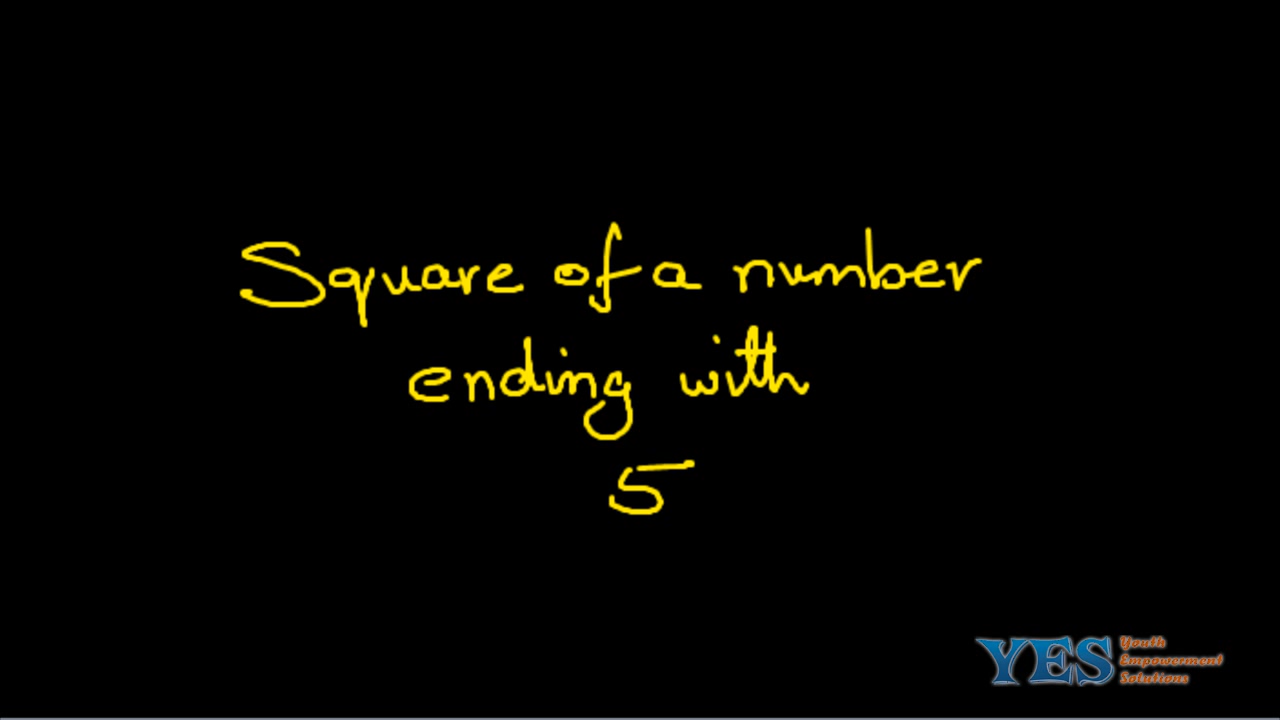 Square of a number
ending with
5
YES Youth
Empowerment
Solutions